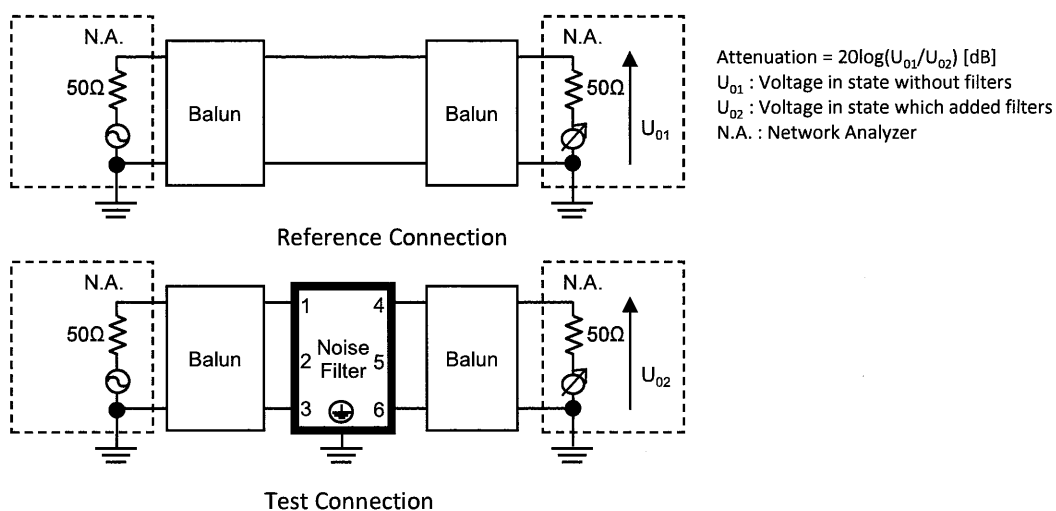 N.A.
50Ω
Balun
Balun
N.A.
50Ω
U01
Attenuation = 20log(U01/U02) [dB]
U01 : Voltage in state without filters
U02 : Voltage in state which added filters
N.A. : Network Analyzer
Reference Connection
N.A.
50Ω
Balun
1 4
2 Noise Filter 5
3 6
Balun
N.A.
50Ω
U02
Test Connection